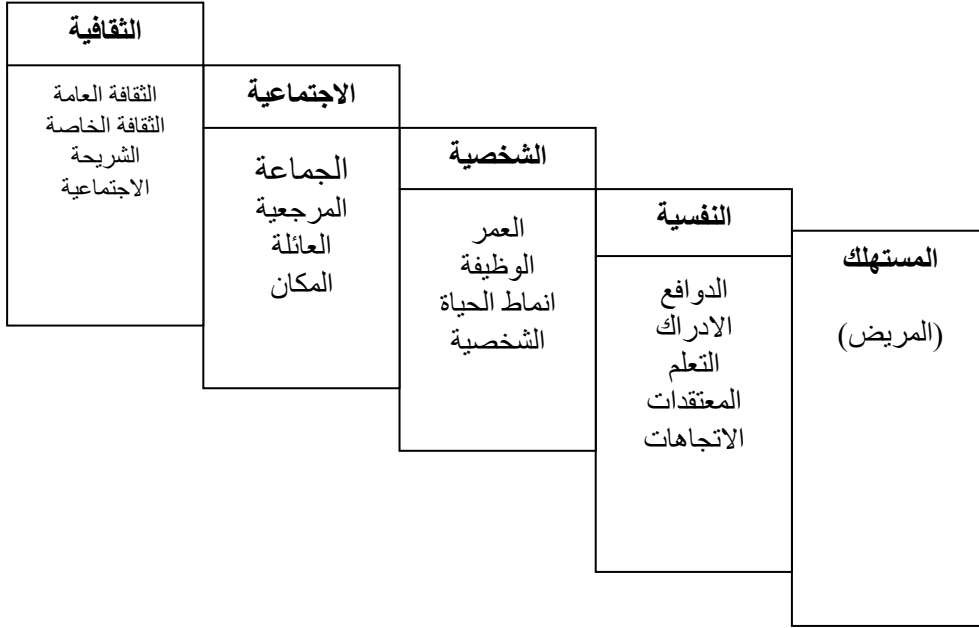 الثقافية
الثقافة العامة
الثقافة الخاصة
الشريحة
الاجتماعية
الاجتماعية
الجماعة
المرجعية
العائلة
المكان
الشخصية
العمر
الوظيفة
انماط الحياة
الشخصية
النفسية
الدوافع
الادراك
التعلم
المعتقدات
الاتجاهات
المستهلك
(المريض)